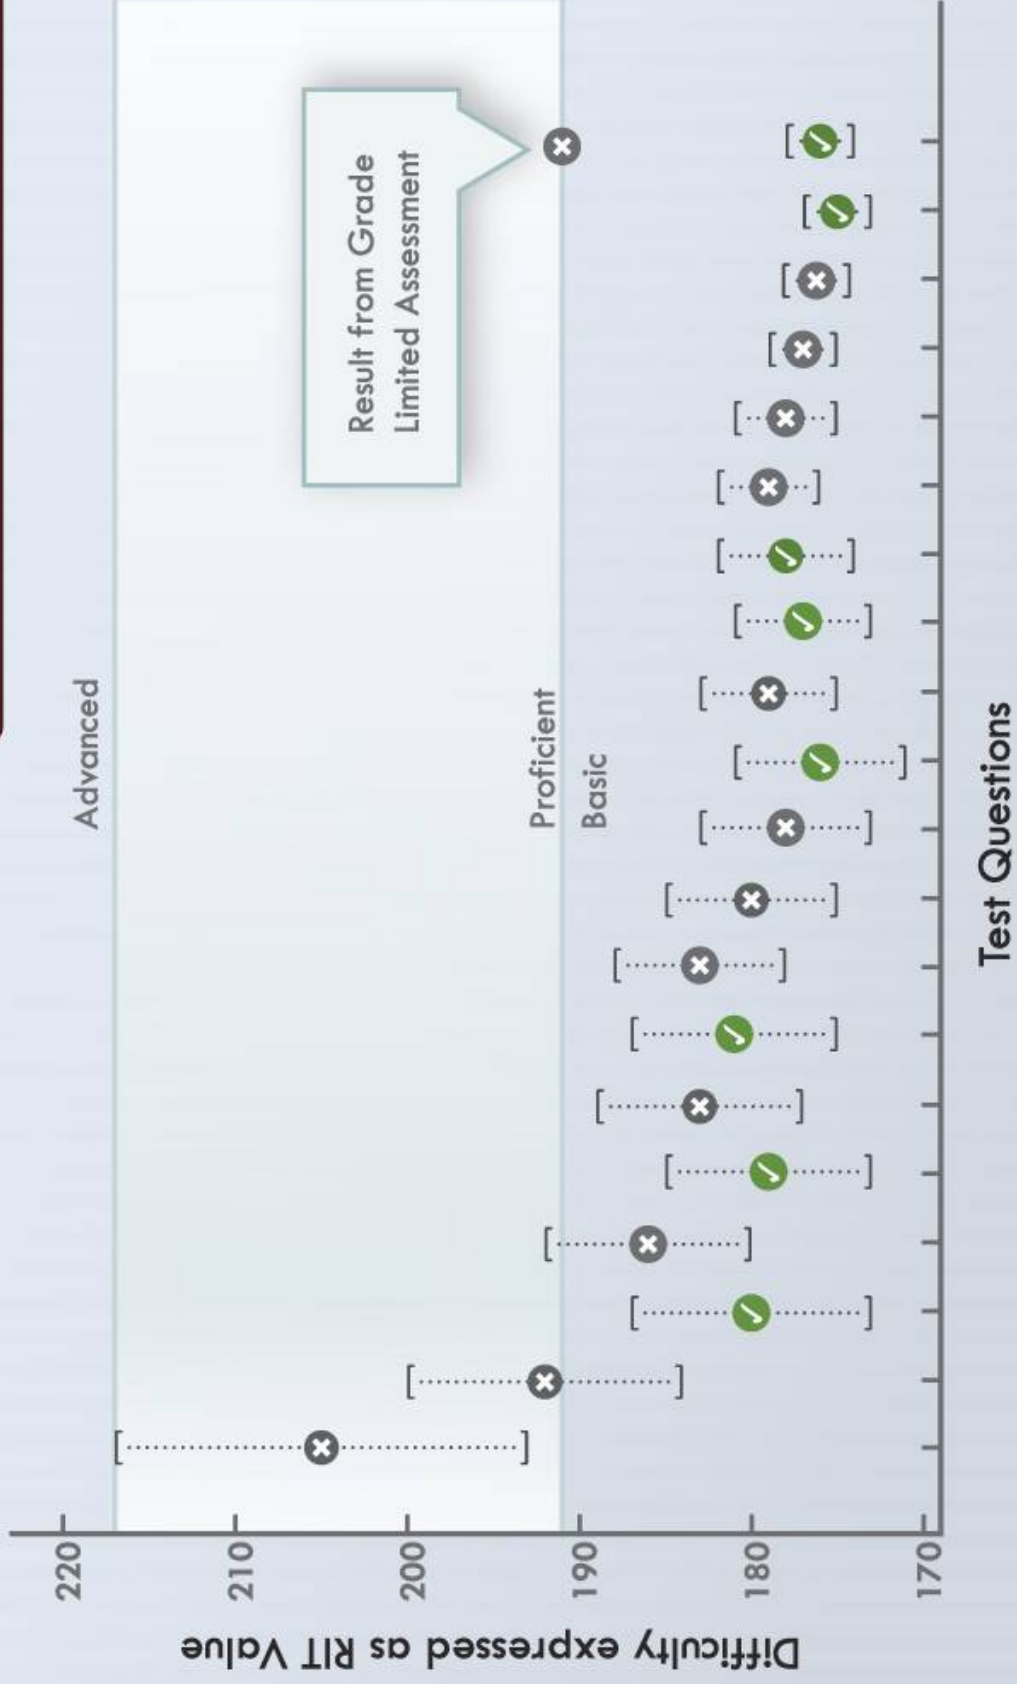 Difficulty expressed as RIT Value
220
210
200
190
180
170
Advanced
Proficient
Basic
Result from Grade
Limited Assessment
Test Questions